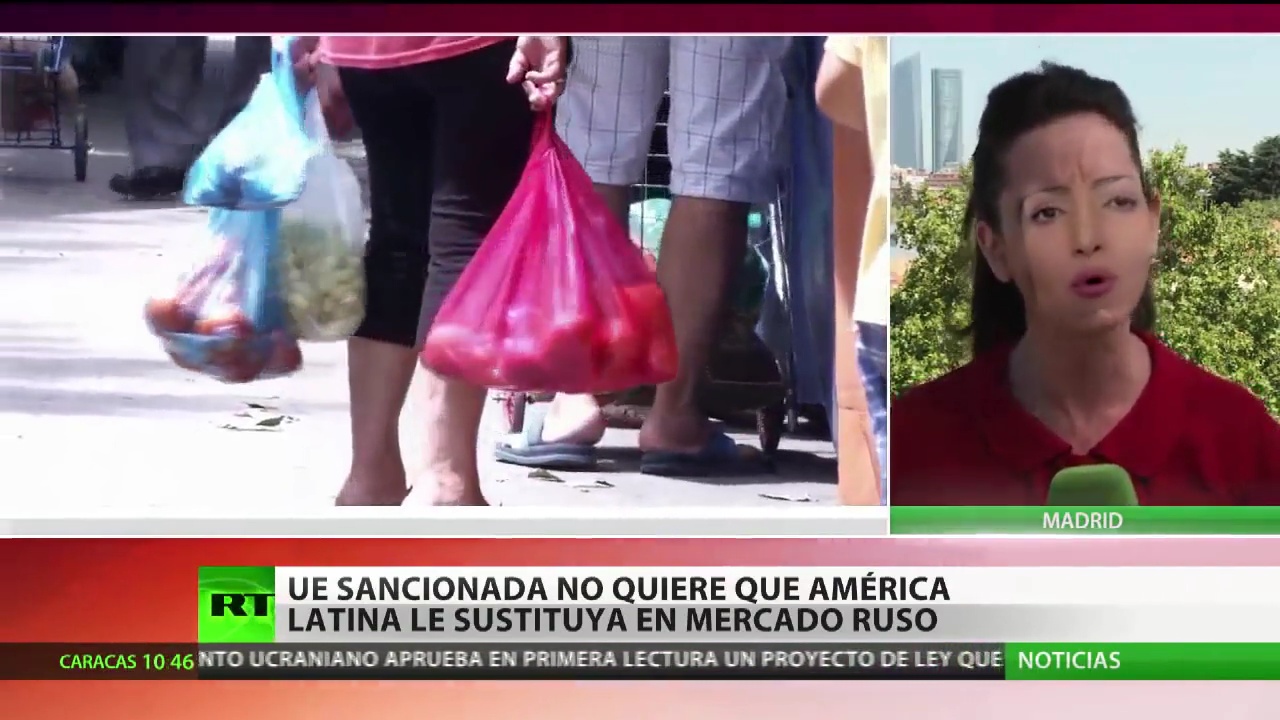 MADRID
RT
UE SANCIONADA NO QUIERE QUE AMÉRICA
LATINA LE SUSTITUYA EN MERCADO RUSO
CARACAS 10 46
NTO UCRANIANO APRUEBA EN PRIMERA LECTURA UN PROYECTO DE LEY QUE
NOTICIAS